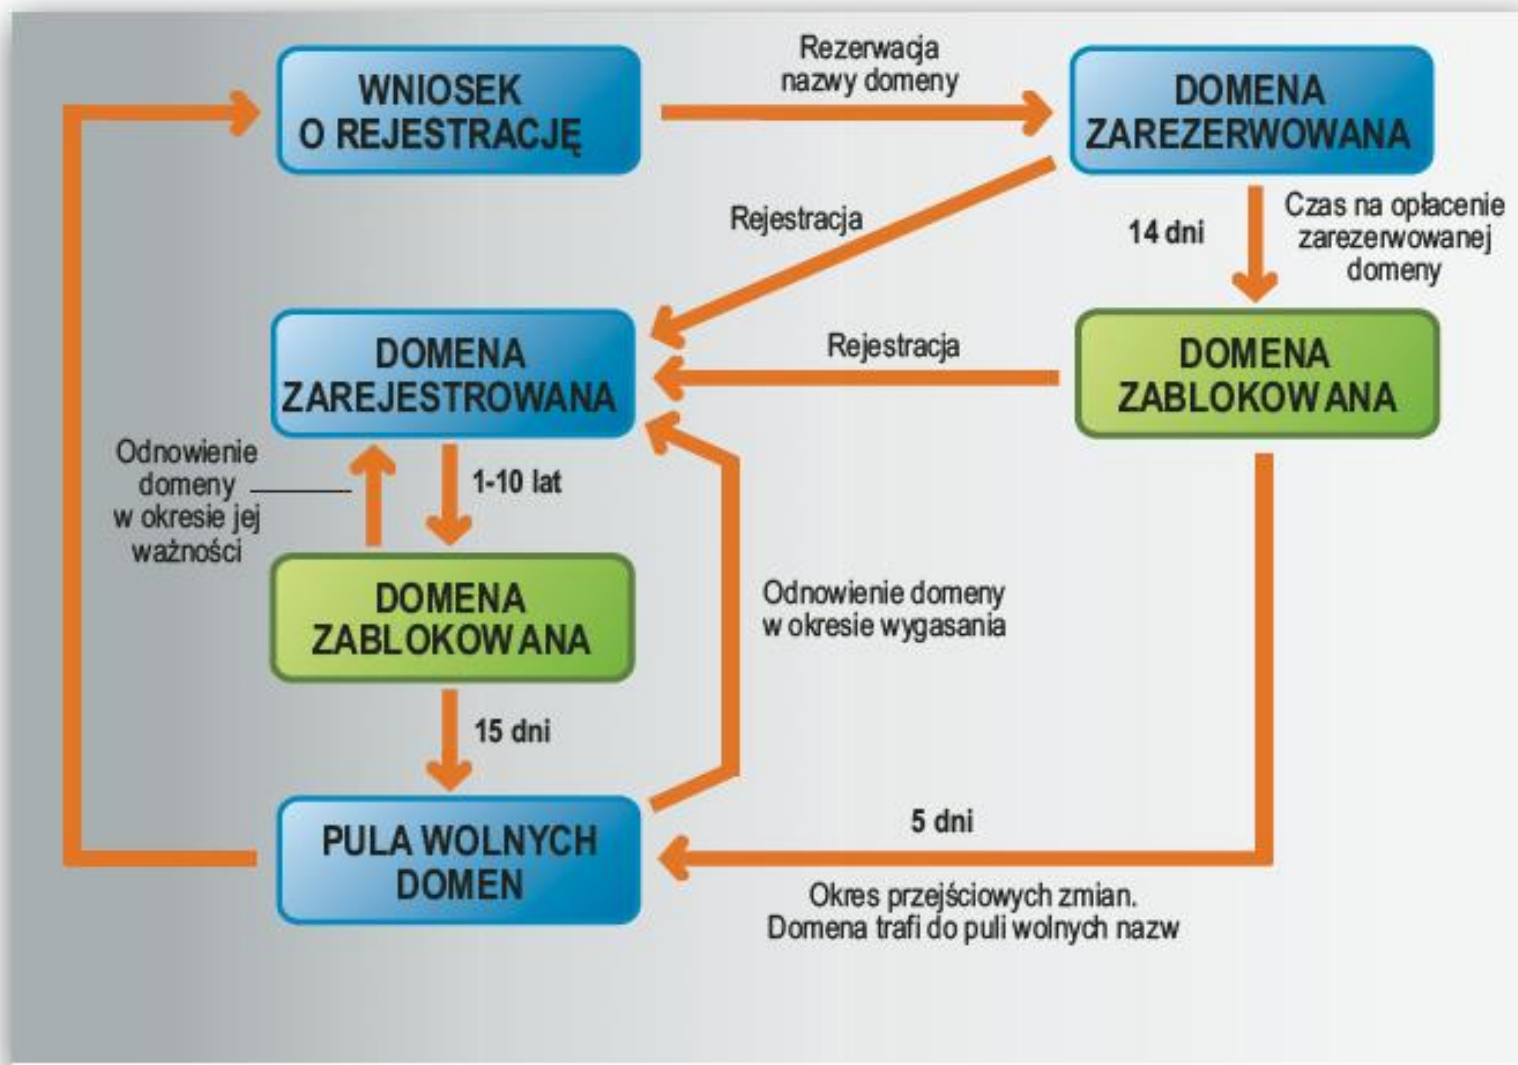 WNIOSEK
O REJESTRACJĘ
Rezerwacja
nazwy domeny
DOMENA
ZAREZERWOWANA
Rejestracja
14 dni
Czas na opłacenie
zarezerwowanej
domeny
DOMENA
ZAREJESTROWANA
Rejestracja
DOMENA
ZABLOKOWANA
Odnowienie
domeny
w okresie jej
ważności
1-10 lat
DOMENA
ZABLOKOWANA
Odnowienie domeny
w okresie wygasania
15 dni
PULA WOLNYCH
DOMEN
5 dni
Okres przejściowych zmian.
Domena trafi do puli wolnych nazw